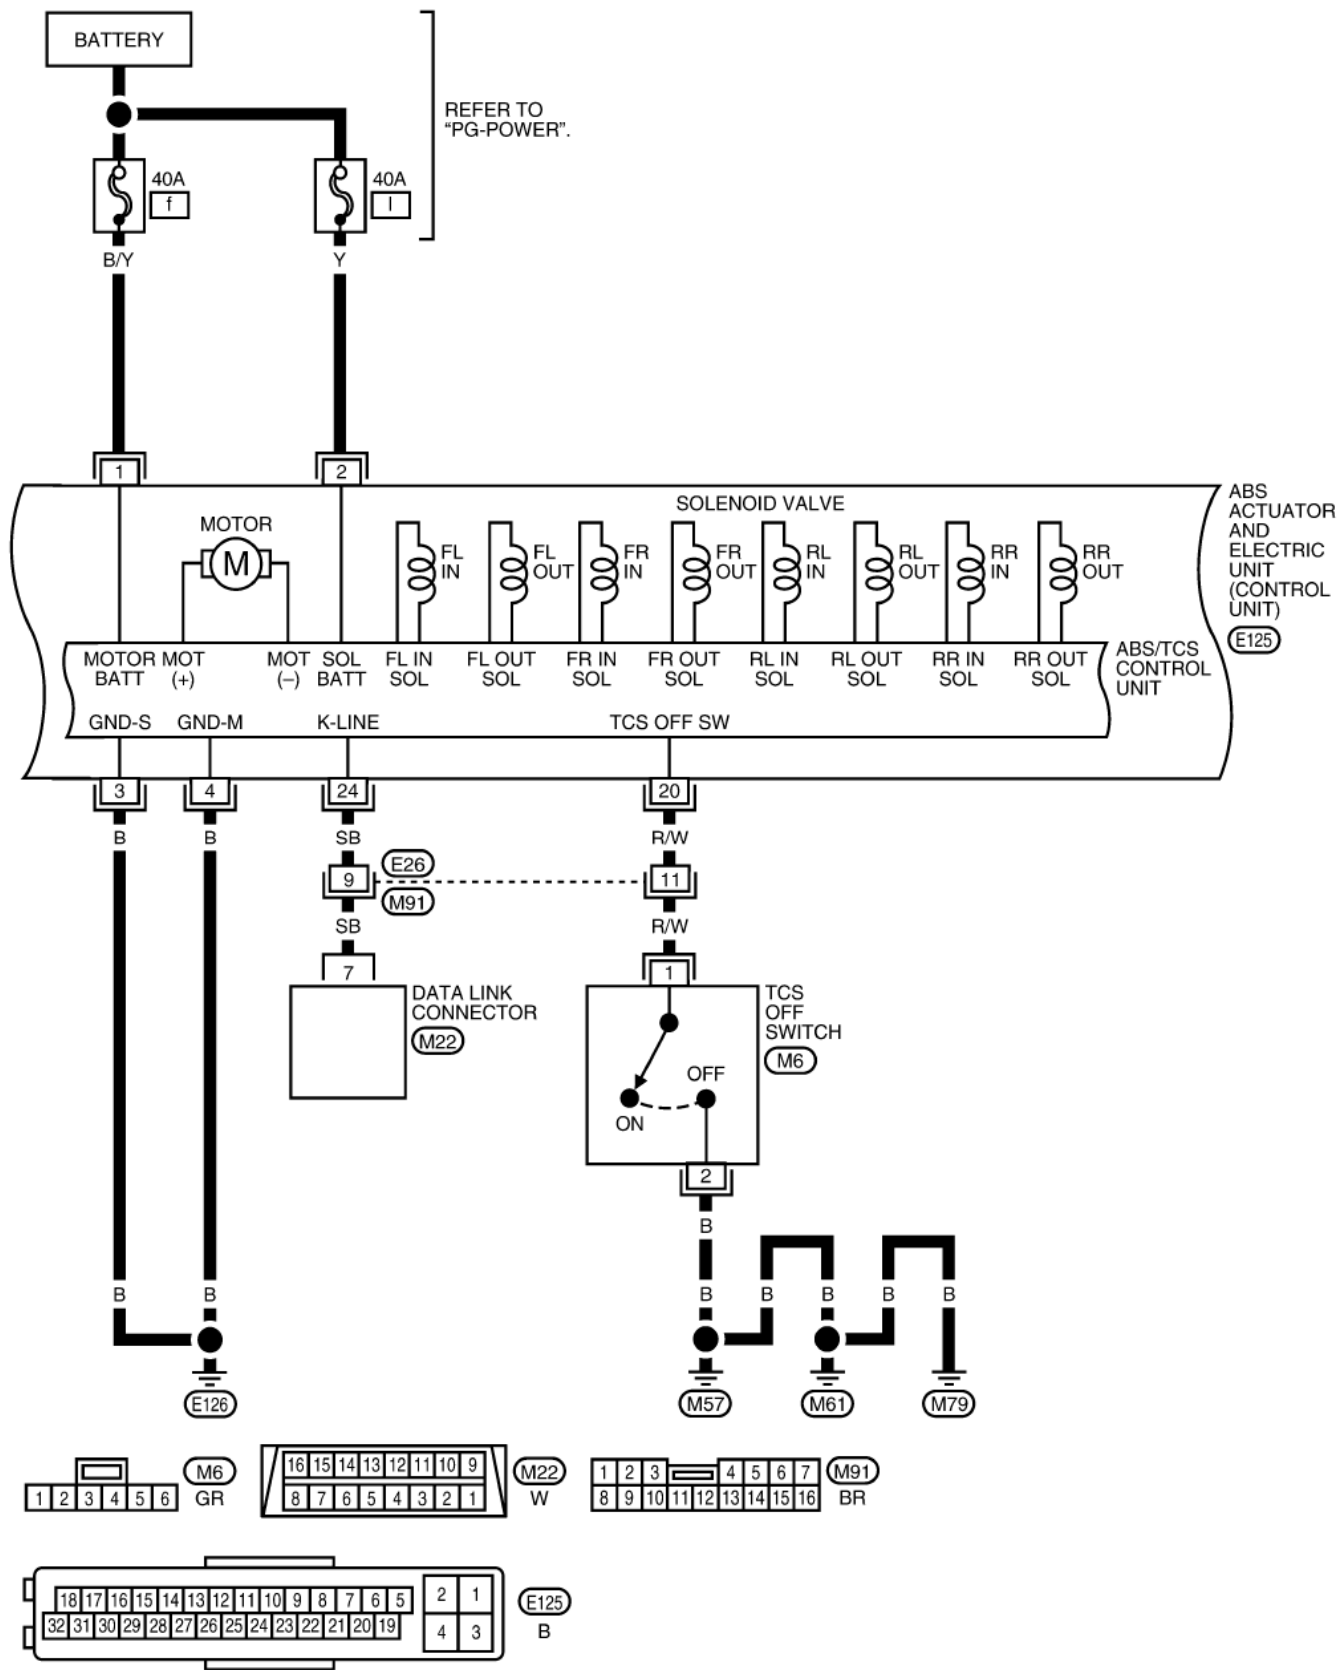 BATTERY
REFER TO
“PG-POWER”.
40A
f
40A
l
B/Y
Y
1
2
SOLENOID VALVE
MOTOR
M
FL
IN
FL
OUT
FR
IN
FR
OUT
RL
IN
RL
OUT
RR
IN
RR
OUT
ABS
ACTUATOR
AND
ELECTRIC
UNIT
(CONTROL
UNIT)
E125
MOTOR
BATT
MOT
(+)
MOT
(–)
SOL
BATT
FL IN
SOL
FL OUT
SOL
FR IN
SOL
FR OUT
SOL
RL IN
SOL
RL OUT
SOL
RR IN
SOL
RR OUT
SOL
ABS/TCS
CONTROL
UNIT
GND-S
GND-M
K-LINE
TCS OFF SW
3
4
24
20
B
B
SB
R/W
9
E26
M91
11
SB
R/W
7
1
DATA LINK
CONNECTOR
M22
TCS
OFF
SWITCH
M6
OFF
ON
2
B
B
B
B
B
B
B
B
E126
M57
M61
M79
1 2 3 4 5 6
M6
GR
16 15 14 13 12 11 10 9
8 7 6 5 4 3 2 1
M22
W
1 2 3 4 5 6 7
8 9 10 11 12 13 14 15 16
M91
BR
18 17 16 15 14 13 12 11 10 9 8 7 6 5
32 31 30 29 28 27 26 25 24 23 22 21 20 19
2 1
4 3
E125
B